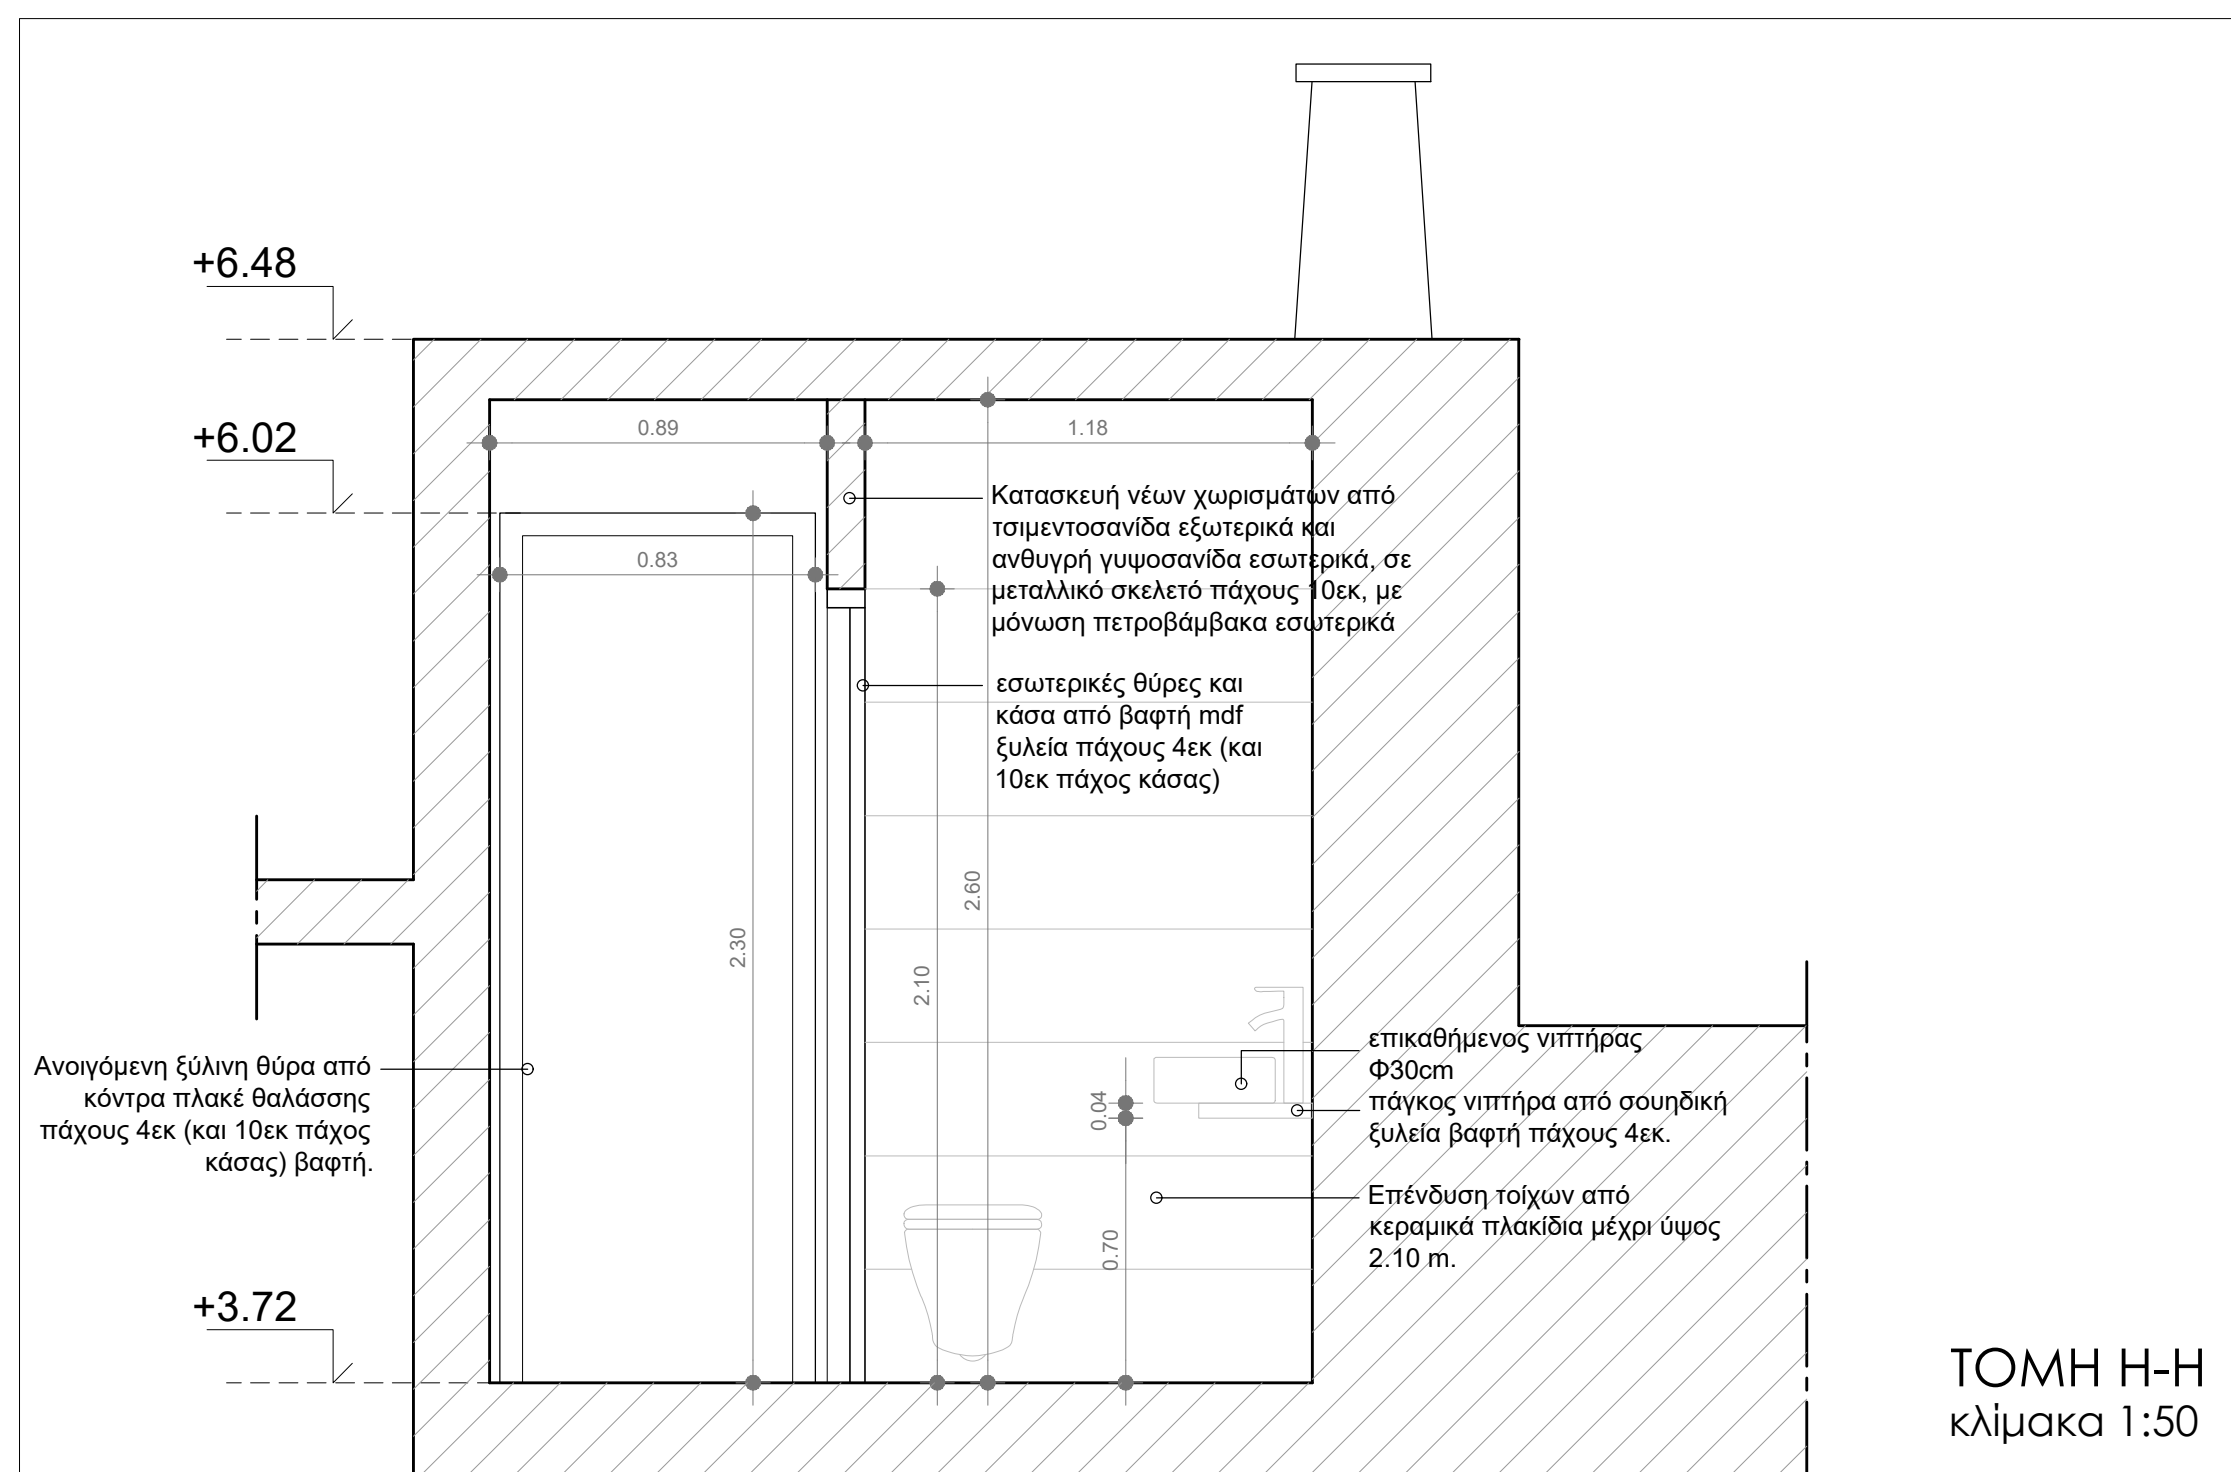 +6.48
+6.02
0.89
1.18
Κατασκευή νέων χωρισμάτων από
τσιμεντοσανίδα εξωτερικά και
ανθυγρή γυψοσανίδα εσωτερικά, σε
μεταλλικό σκελετό πάχους 10εκ, με
μόνωση πετροβάμβακα εσωτερικά
0.83
εσωτερικές θύρες και
κάσα από βαφτή mdf
ξυλεία πάχους 4εκ (και
10εκ πάχος κάσας)
2.60
2.30
2.10
Ανοιγόμενη ξύλινη θύρα από
κόντρα πλακέ θαλάσσης
πάχους 4εκ (και 10εκ πάχος
κάσας) βαφτή.
επικαθήμενος νιπτήρας
Φ30cm
πάγκος νιπτήρα από σουηδική
ξυλεία βαφτή πάχους 4εκ.
0.04
Επένδυση τοίχων από
κεραμικά πλακίδια μέχρι ύψος
2.10 m.
0.70
+3.72
ΤΟΜΗ Η-Η
κλίμακα 1:50